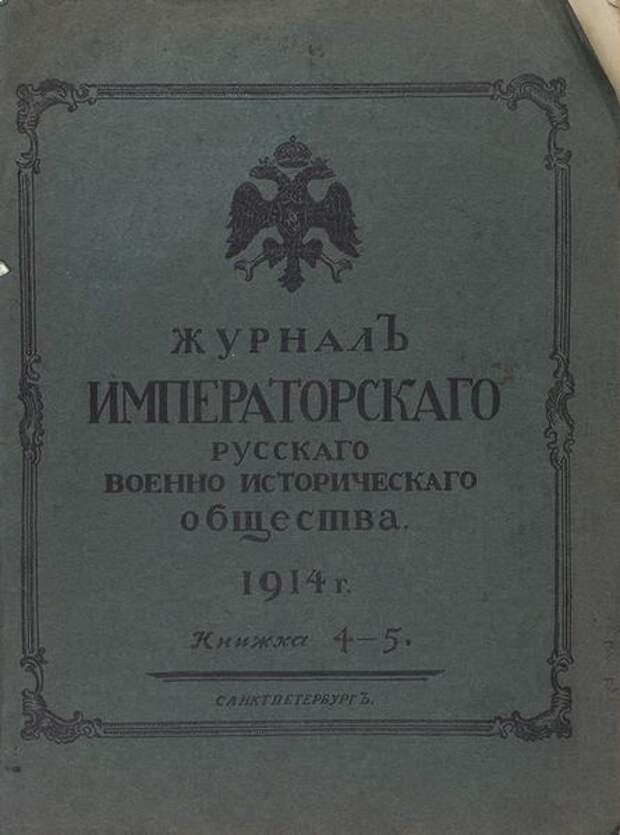 ЖУРНАЛЪ
ИМПЕРАТОРСКАГО
РУССКАГО
ВОЕННО ИСТОРИЧЕСКАГО
ОБЩЕСТВА.
1914 г.
Книжка 4–5.
САНКТПЕТЕРБУРГЪ.